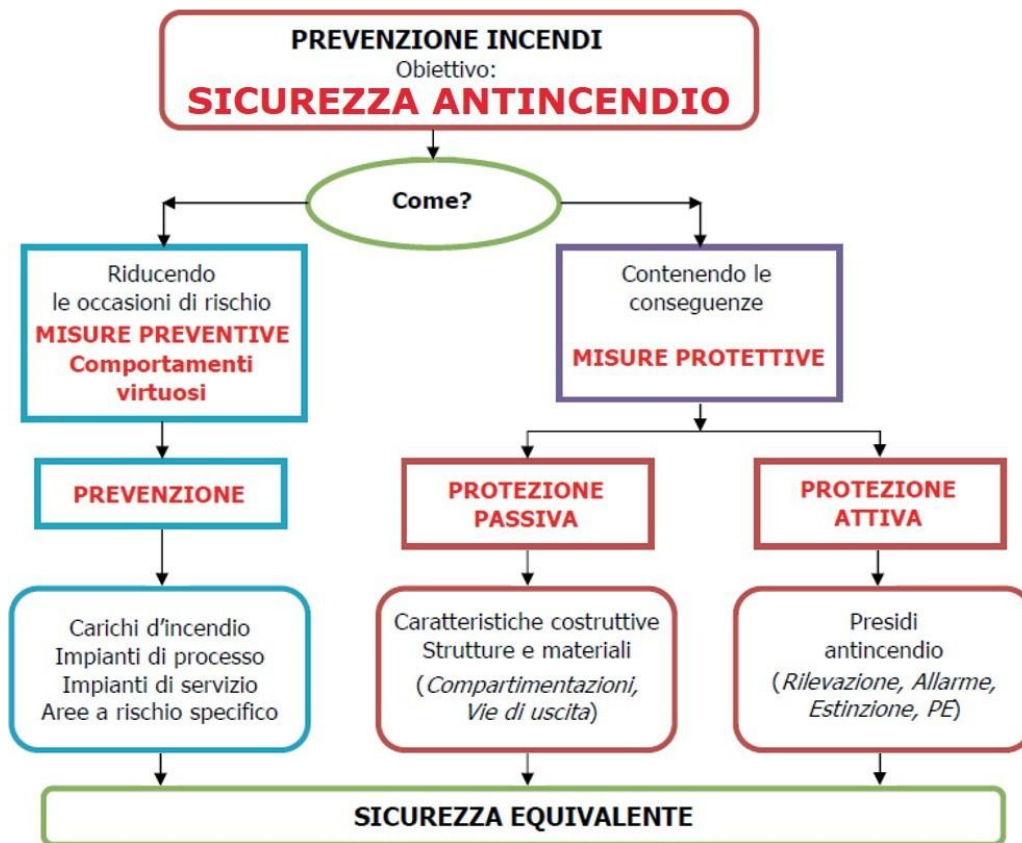 PREVENZIONE INCENDI
Obiettivo:
SICUREZZA ANTINCENDIO
Come?
Riducendo
le occasioni di rischio
MISURE PREVENTIVE
Comportamenti
virtuosi
Contenendo le
conseguenze
MISURE PROTETTIVE
PREVENZIONE
PROTEZIONE
PASSIVA
PROTEZIONE
ATTIVA
Carichi d'incendio
Impianti di processo
Impianti di servizio
Aree a rischio specifico
Caratteristiche costruttive
Strutture e materiali
(Compartimentazioni,
Vie di uscita)
Presidi
antincendio
(Rilevazione, Allarme,
Estinzione, PE)
SICUREZZA EQUIVALENTE